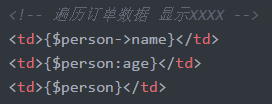 <!-- 遍历订单数据 显示XXXX -->
<td>{$person->name}</td>
<td>{$person:age}</td>
<td>{$person}</td>